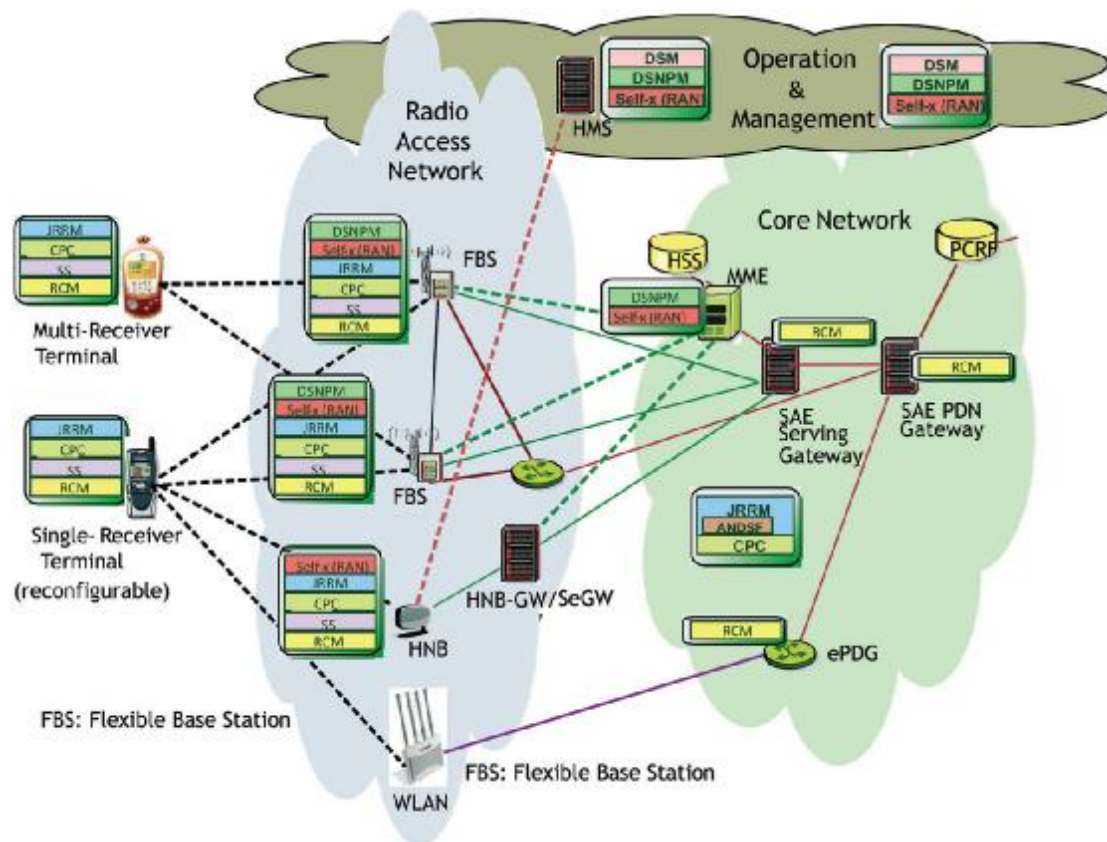 DSM
DSNPM
Self-x (RAN)
HMS
Operation
&
Management
DSM
DSNPM
Self-x (RAN)
Radio
Access
Network
Core Network
JRRM
CPC
SS
RCM
Multi-Receiver
Terminal
DSNPM
Self-x (RAN)
JRRM
CPC
SS
RCM
FBS
HSS
MME
PCRF
DSNPM
Self-x (RAN)
RCM
SAE
Serving
Gateway
RCM
SAE PDN
Gateway
JRRM
CPC
SS
RCM
Single- Receiver
Terminal
(reconfigurable)
DSNPM
Self-x (RAN)
JRRM
CPC
SS
RCM
FBS
JRRM
ANDSF
CPC
Self-x (RAN)
JRRM
CPC
SS
RCM
HNB
HNB-GW/SeGW
RCM
ePDG
FBS: Flexible Base Station
WLAN
FBS: Flexible Base Station